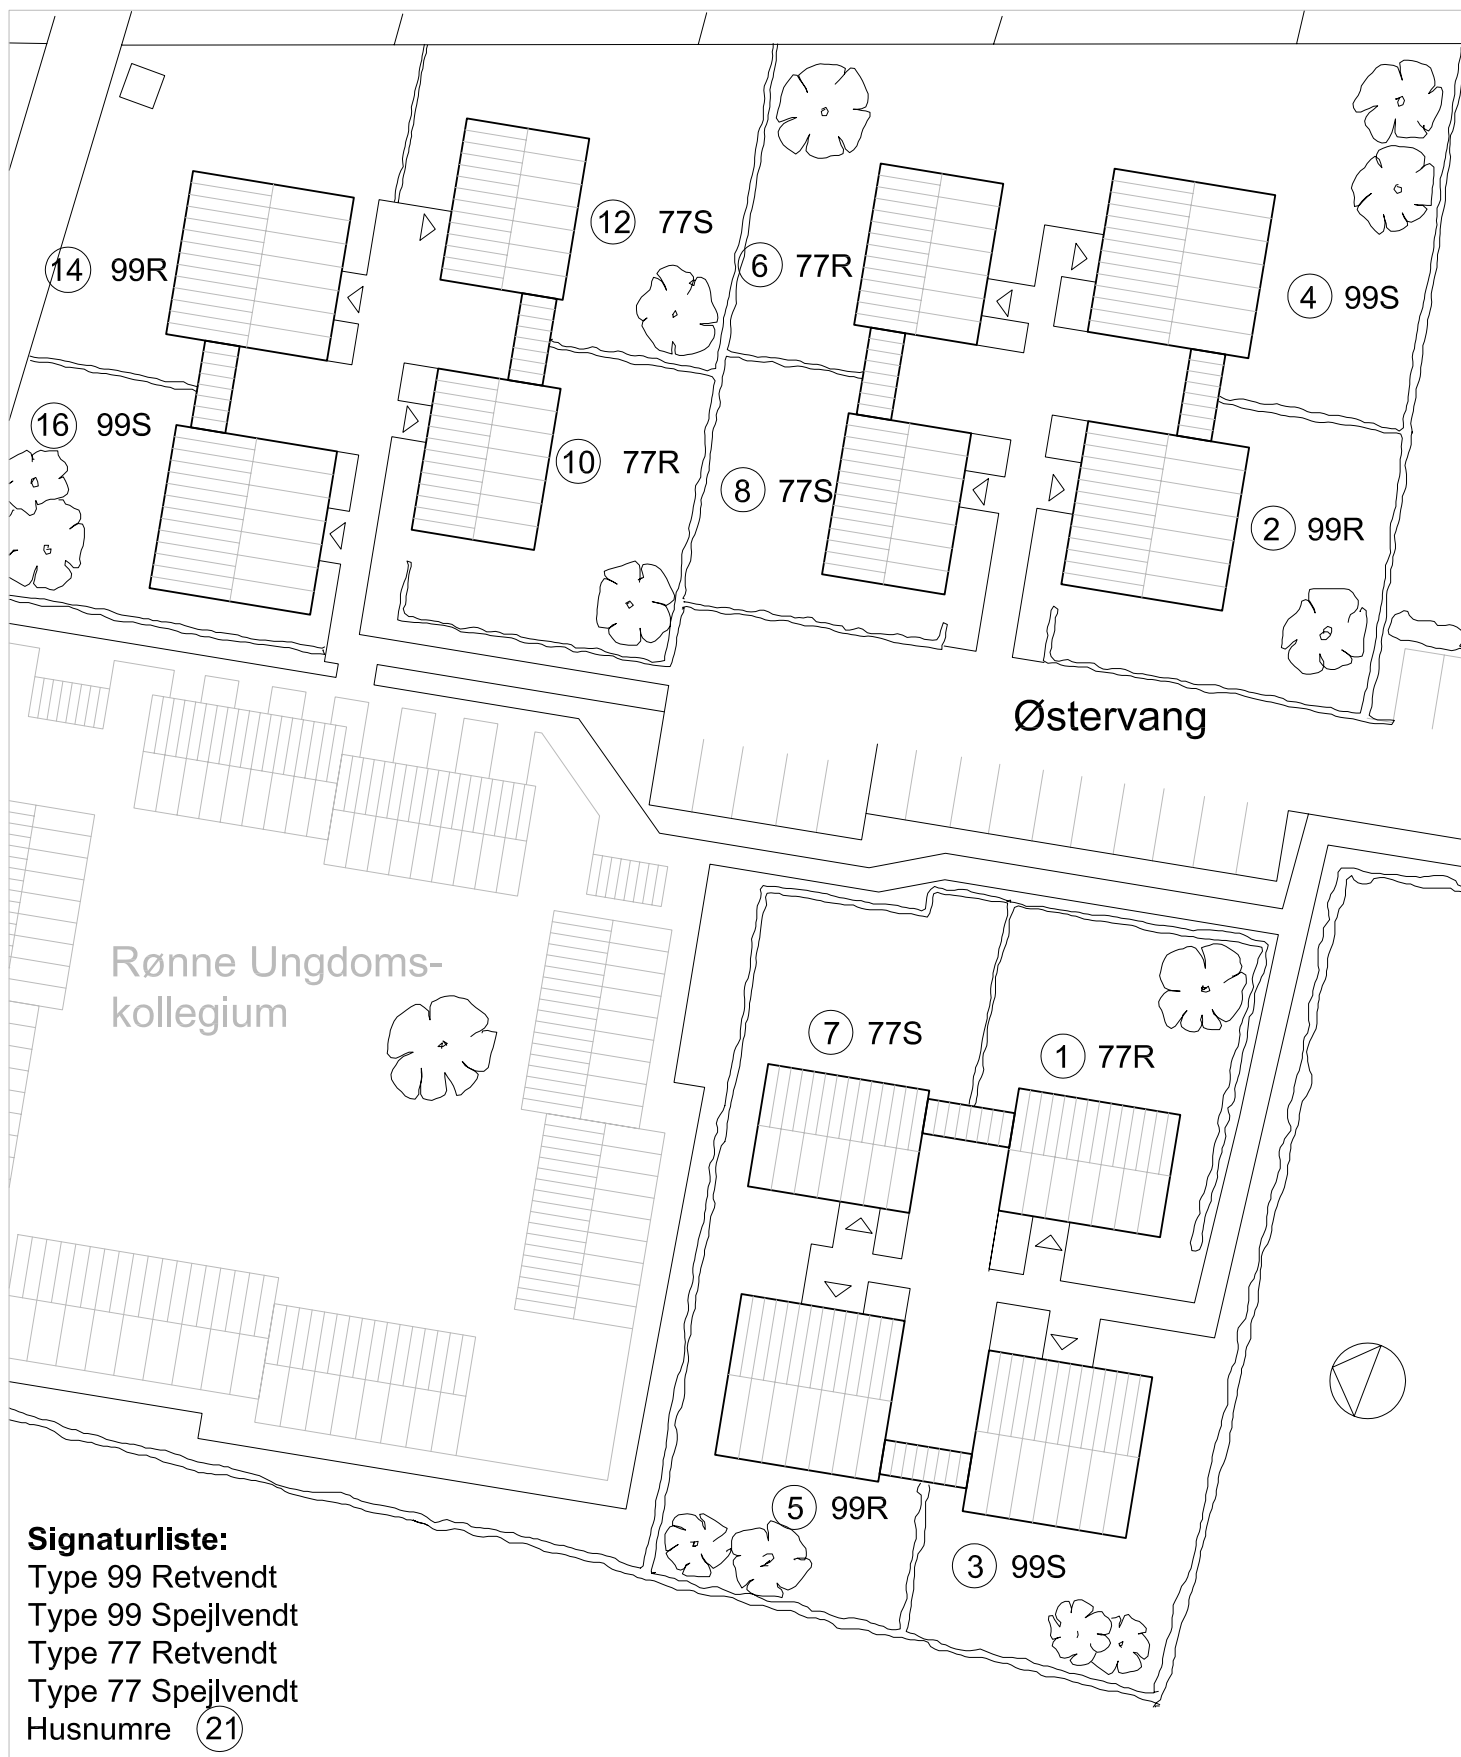 12 77S
14 99R
6 77R
4 99S
16 99S
10 77R
8 77S
2 99R
Østervang
Rønne Ungdoms-
kollegium
7 77S
1 77R
5 99R
3 99S
Signaturliste:
Type 99 Retvendt
Type 99 Spejlvendt
Type 77 Retvendt
Type 77 Spejlvendt
Husnumre 21